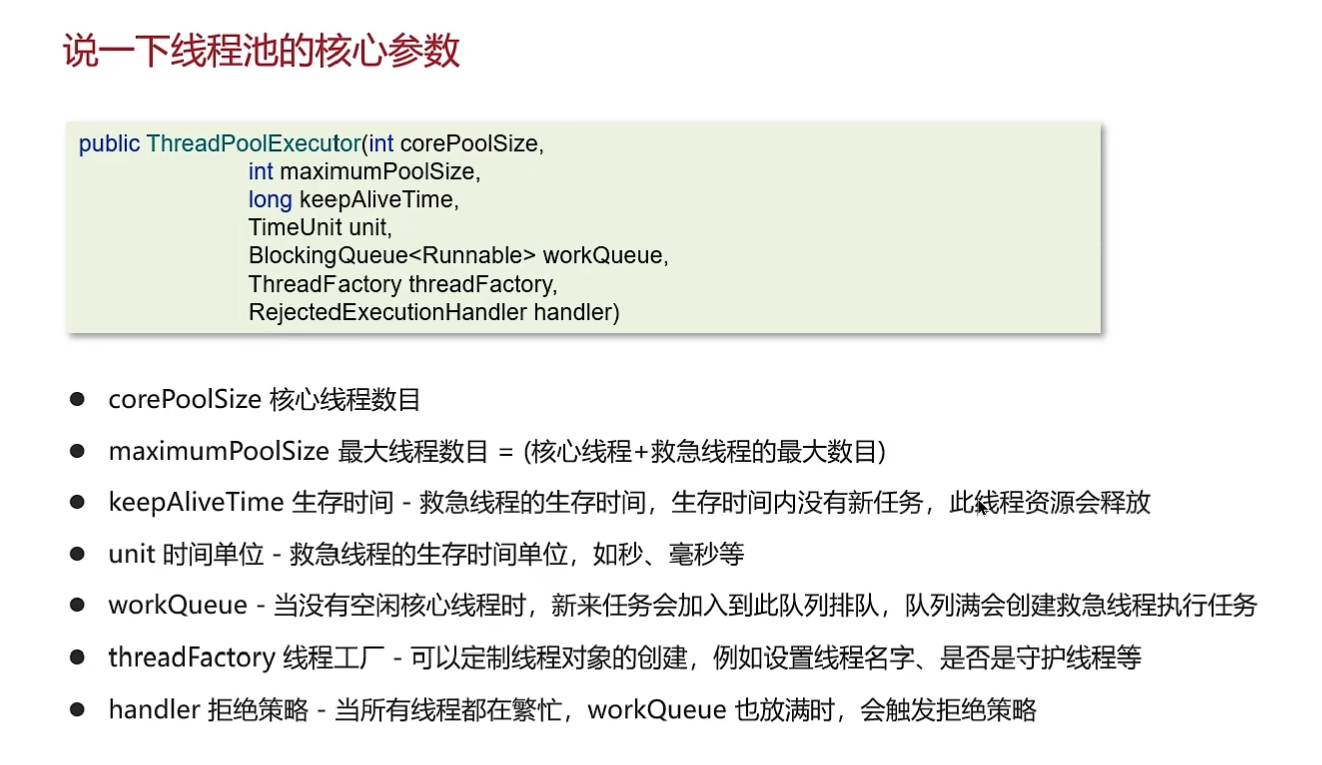 说一下线程池的核心参数
public ThreadPoolExecutor(int corePoolSize,
int maximumPoolSize,
long keepAliveTime,
TimeUnit unit,
BlockingQueue<Runnable> workQueue,
ThreadFactory threadFactory,
RejectedExecutionHandler handler)
● corePoolSize 核心线程数目
● maximumPoolSize 最大线程数目 = (核心线程+救急线程的最大数目)
● keepAliveTime 生存时间 - 救急线程的生存时间，生存时间内没有新任务，此线程资源会释放
● unit 时间单位 - 救急线程的生存时间单位，如秒、毫秒等
● workQueue - 当没有空闲核心线程时，新来任务会加入到此队列排队，队列满会创建救急线程执行任务
● threadFactory 线程工厂 - 可以定制线程对象的创建，例如设置线程名字、是否是守护线程等
● handler 拒绝策略 - 当所有线程都在繁忙，workQueue 也放满时，会触发拒绝策略